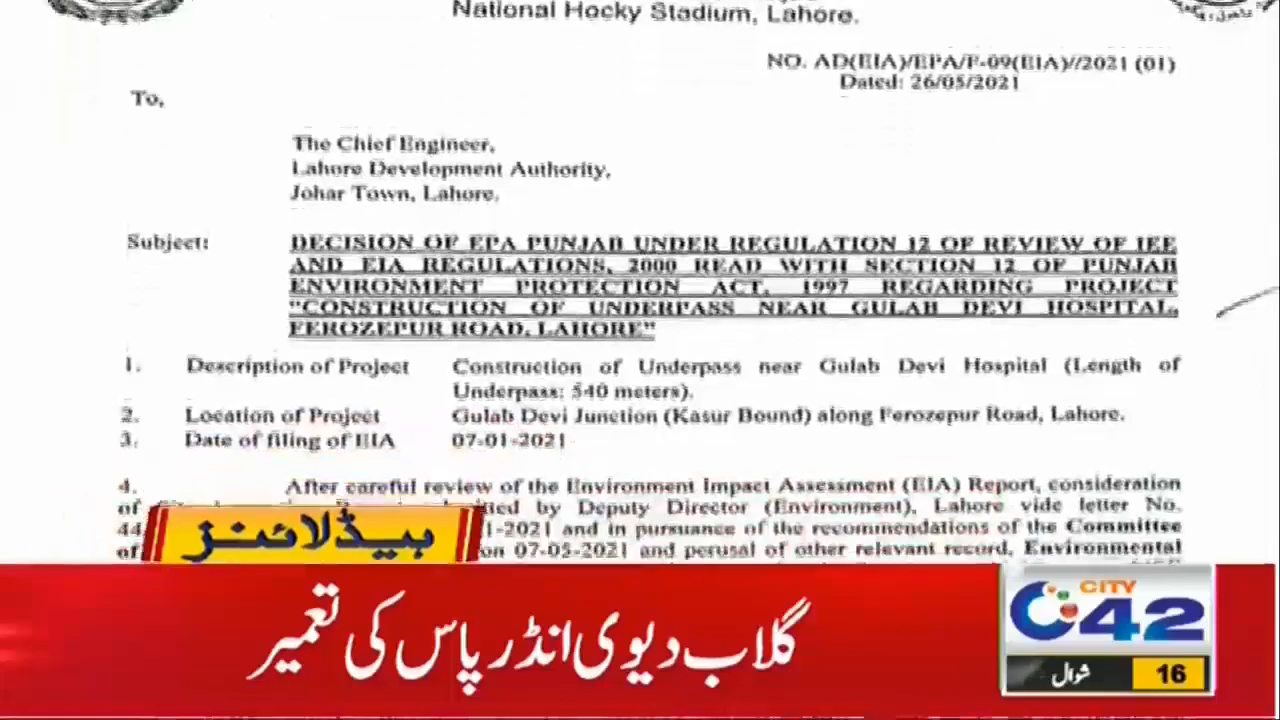 National Hocky Stadium, Lahore.
NO. AD(EIA)/EPA/F-09(EIA)//2021 (01)
Dated: 26/05/2021
To,
The Chief Engineer,
Lahore Development Authority,
Johar Town, Lahore.
Subject: DECISION OF EPA PUNJAB UNDER REGULATION 12 OF REVIEW OF IEE
AND EIA REGULATIONS, 2000 READ WITH SECTION 12 OF PUNJAB
ENVIRONMENT PROTECTION ACT, 1997 REGARDING PROJECT
"CONSTRUCTION OF UNDERPASS NEAR GULAB DEVI HOSPITAL,
FEROZEPUR ROAD, LAHORE"
1. Description of Project Construction of Underpass near Gulab Devi Hospital (Length of
Underpass: 540 meters).
2. Location of Project Gulab Devi Junction (Kasur Bound) along Ferozepur Road, Lahore.
3. Date of filing of EIA 07-01-2021
4. After careful review of the Environment Impact Assessment (EIA) Report, consideration
of by Deputy Director (Environment), Lahore vide letter No.
44 1-2021 and in pursuance of the recommendations of the Committee
of on 07-05-2021 and perusal of other relevant record, Environmental
ہیڈلائنز
گلاب دیوی انڈر پاس کی تعمیر
CITY
42
شوال 16